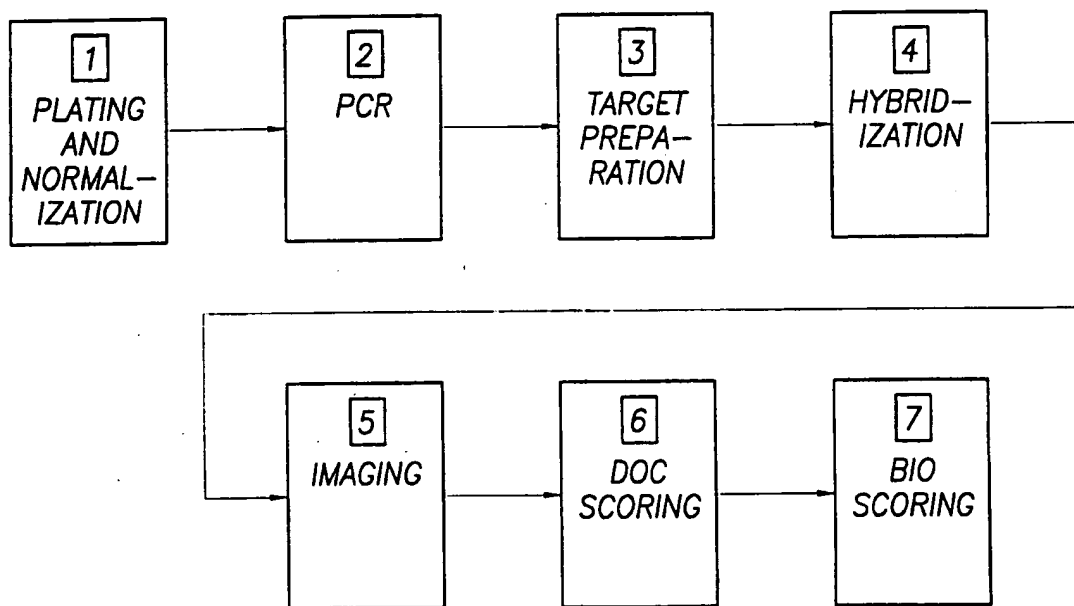 1
PLATING
AND
NORMAL-
IZATION
2
PCR
3
TARGET
PREPA-
RATION
4
HYBRID-
IZATION
5
IMAGING
6
DOC
SCORING
7
BIO
SCORING